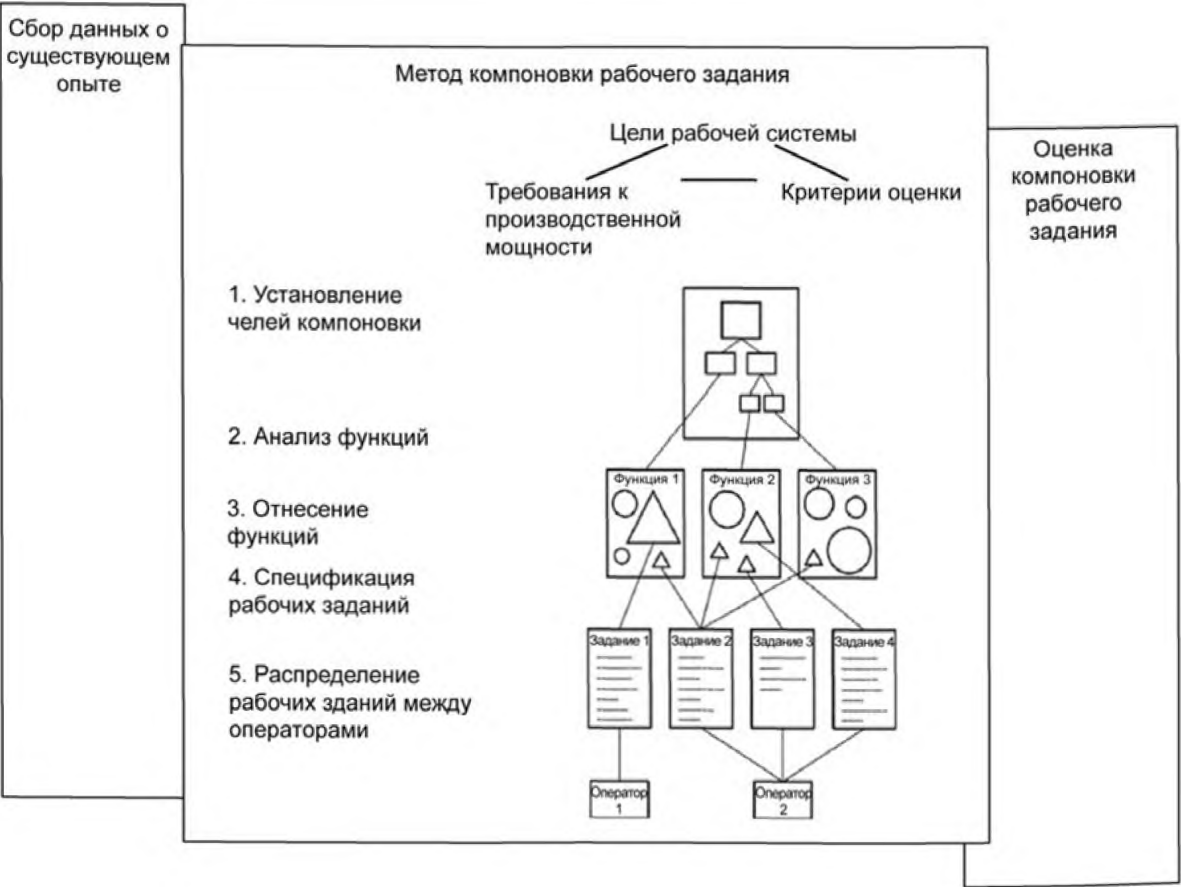 Сбор данных о
существующем
опыте
Метод компоновки рабочего задания
Цели рабочей системы
Требования к
производственной
мощности
Критерии оценки
Оценка
компоновки
рабочего
задания
1. Установление
челей компоновки
2. Анализ функций
3. Отнесение
функций
4. Спецификация
рабочих заданий
5. Распределение
рабочих зданий между
операторами
Функция 1
Функция 2
Функция 3
Задание 1
Задание 2
Задание 3
Задание 4
Оператор
1
Оператор
2